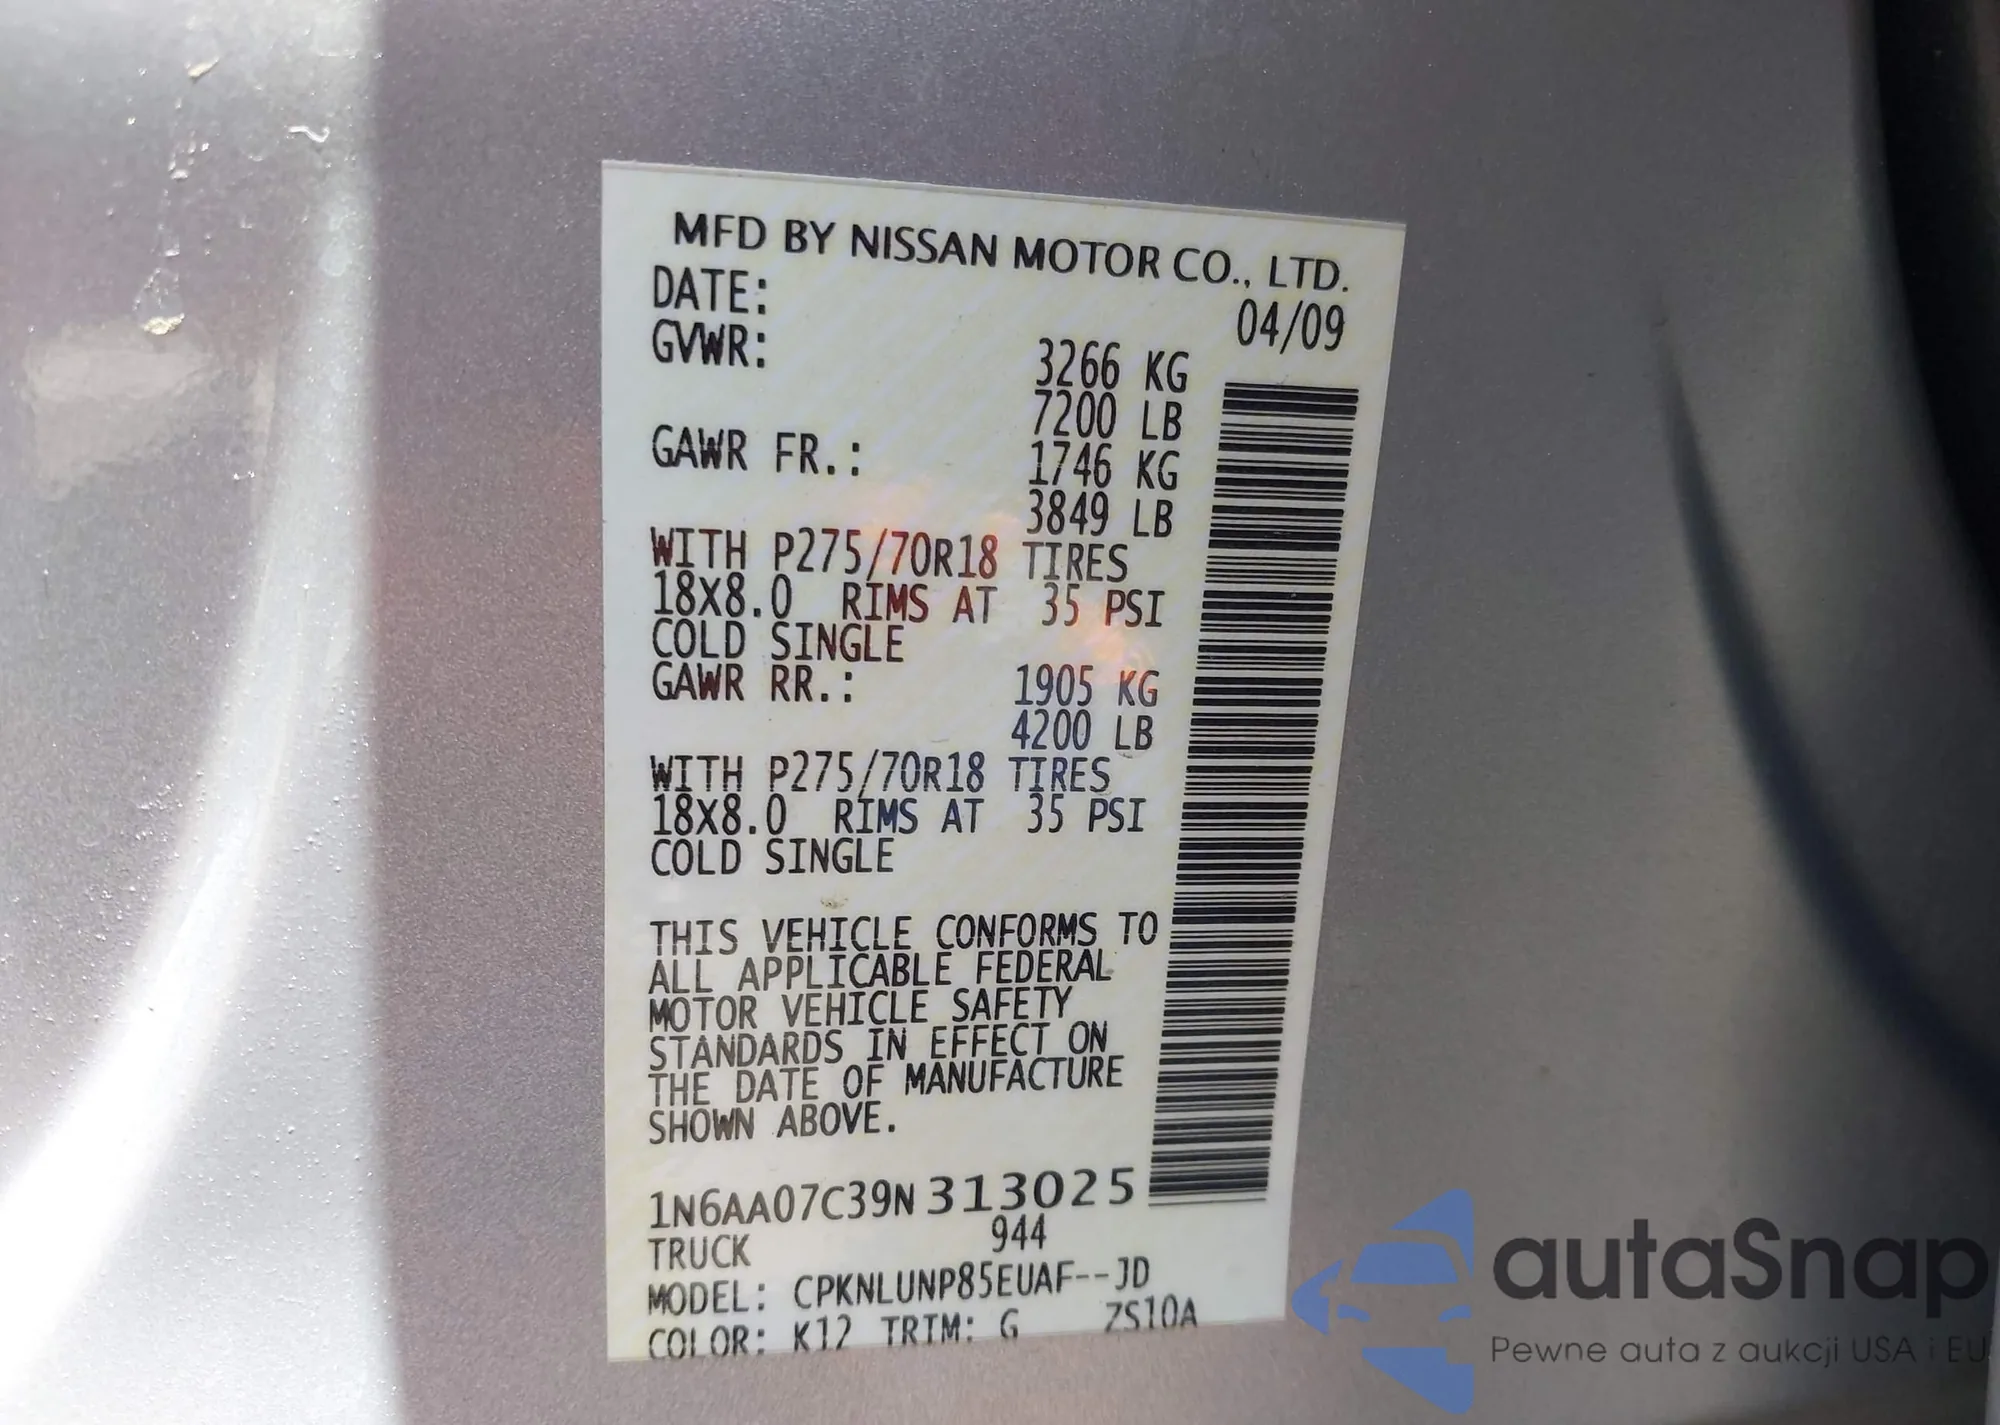 MFD BY NISSAN MOTOR CO., LTD.
DATE: 04/09
GVWR: 3266 KG
7200 LB
GAWR FR.: 1746 KG
3849 LB
WITH P275/70R18 TIRES
18X8.0 RIMS AT 35 PSI
COLD SINGLE
GAWR RR.: 1905 KG
4200 LB
WITH P275/70R18 TIRES
18X8.0 RIMS AT 35 PSI
COLD SINGLE
THIS VEHICLE CONFORMS TO
ALL APPLICABLE FEDERAL
MOTOR VEHICLE SAFETY
STANDARDS IN EFFECT ON
THE DATE OF MANUFACTURE
SHOWN ABOVE.
1N6AA07C39N313025
TRUCK 944
MODEL: CPKNLUNP85EUAF--JD
COLOR: K12 TRIM: G ZS10A
autaSnap
Pewne auta z aukcji USA i EU